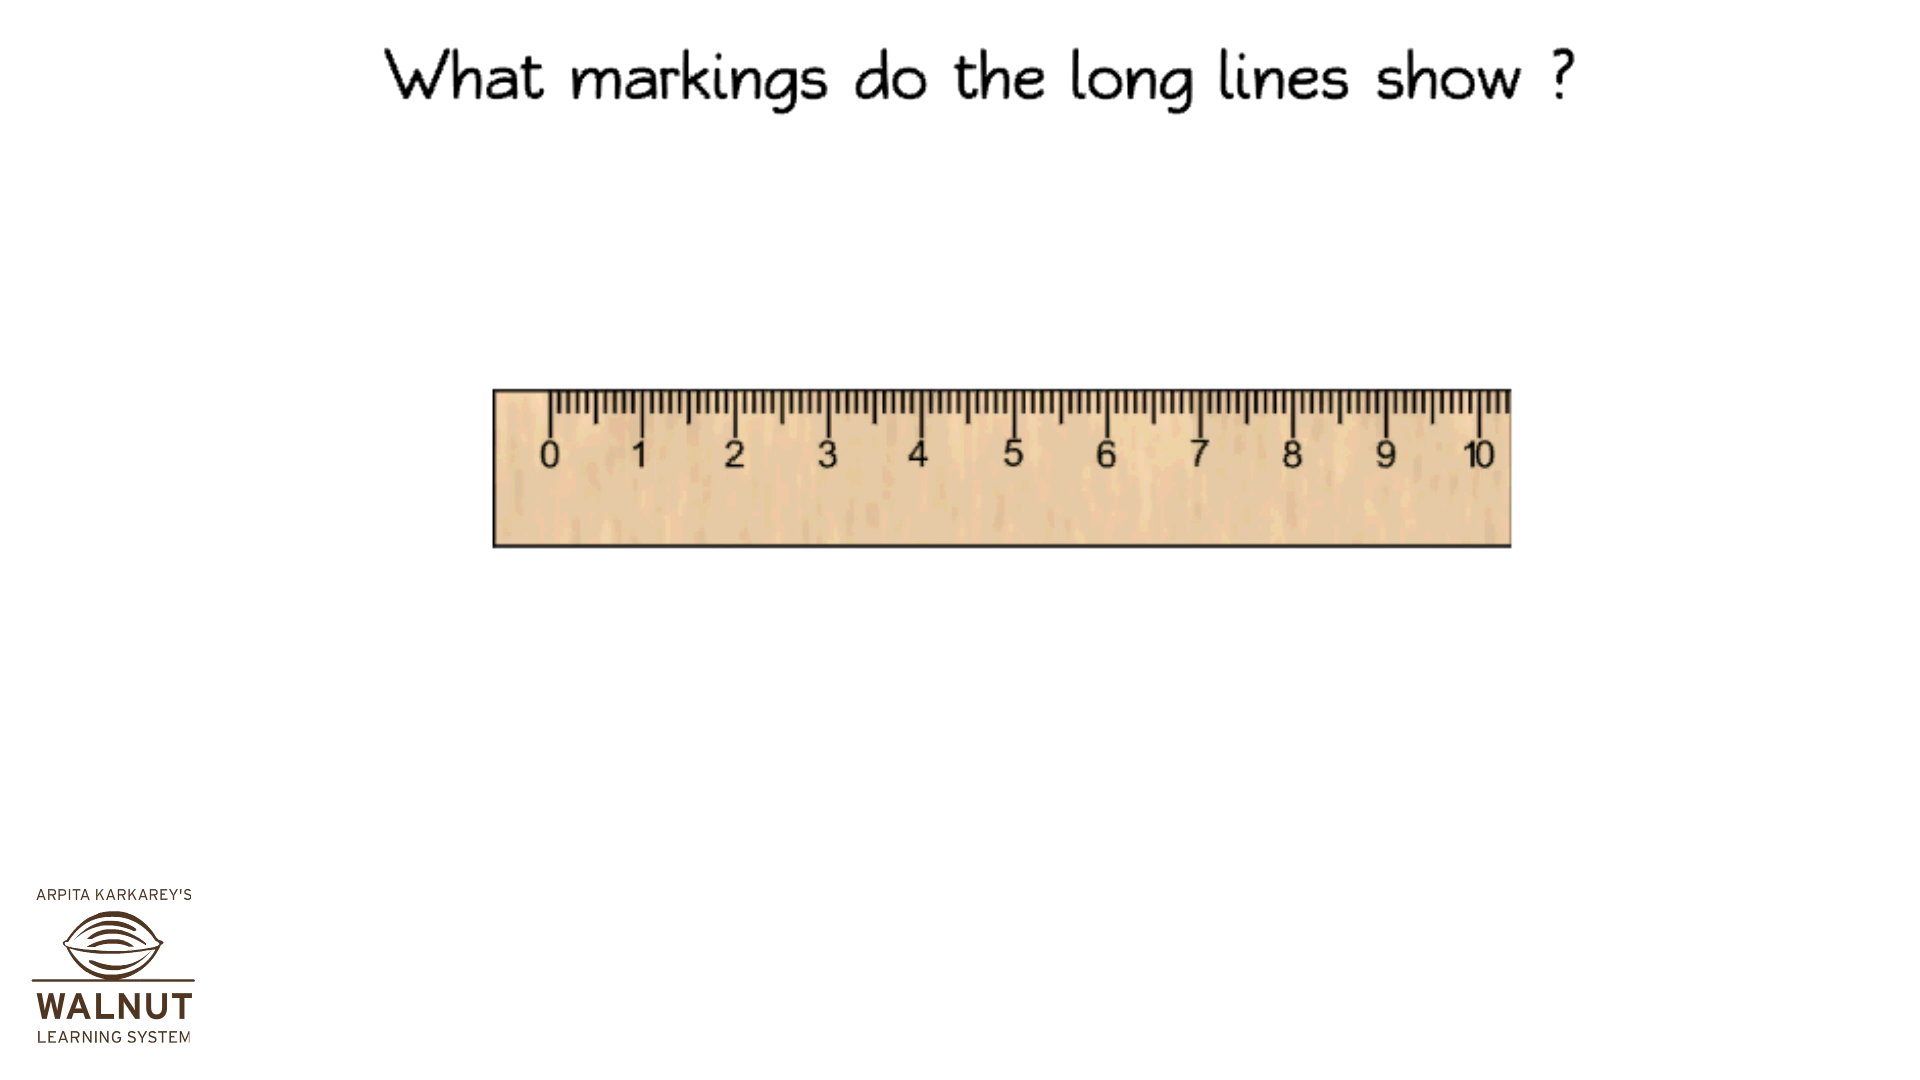 What markings do the long lines show ?
0 1 2 3 4 5 6 7 8 9 10
ARPITA KARKAREY'S
WALNUT
LEARNING SYSTEM